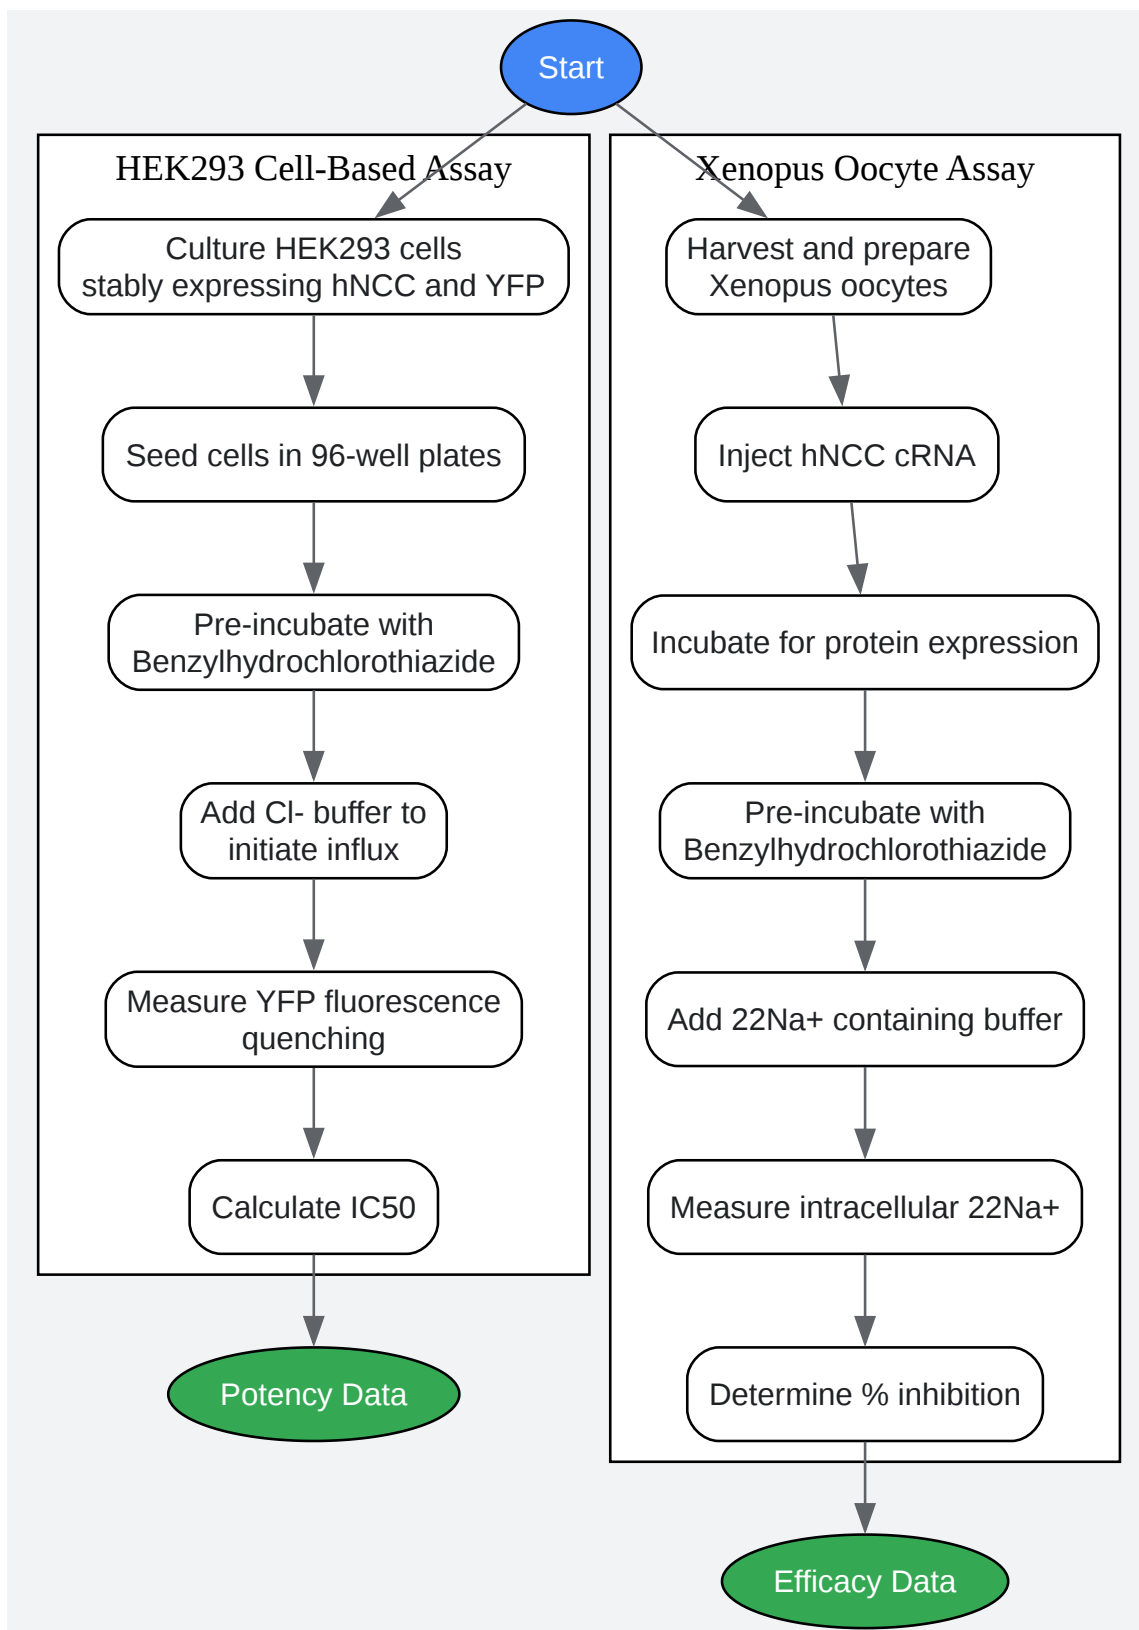 Start
HEK293 Cell-Based Assay
Culture HEK293 cells
stably expressing hNCC and YFP
Seed cells in 96-well plates
Pre-incubate with
Benzylhydrochlorothiazide
Add Cl- buffer to
initiate influx
Measure YFP fluorescence
quenching
Calculate IC50
Potency Data
Xenopus Oocyte Assay
Harvest and prepare
Xenopus oocytes
Inject hNCC cRNA
Incubate for protein expression
Pre-incubate with
Benzylhydrochlorothiazide
Add 22Na+ containing buffer
Measure intracellular 22Na+
Determine % inhibition
Efficacy Data